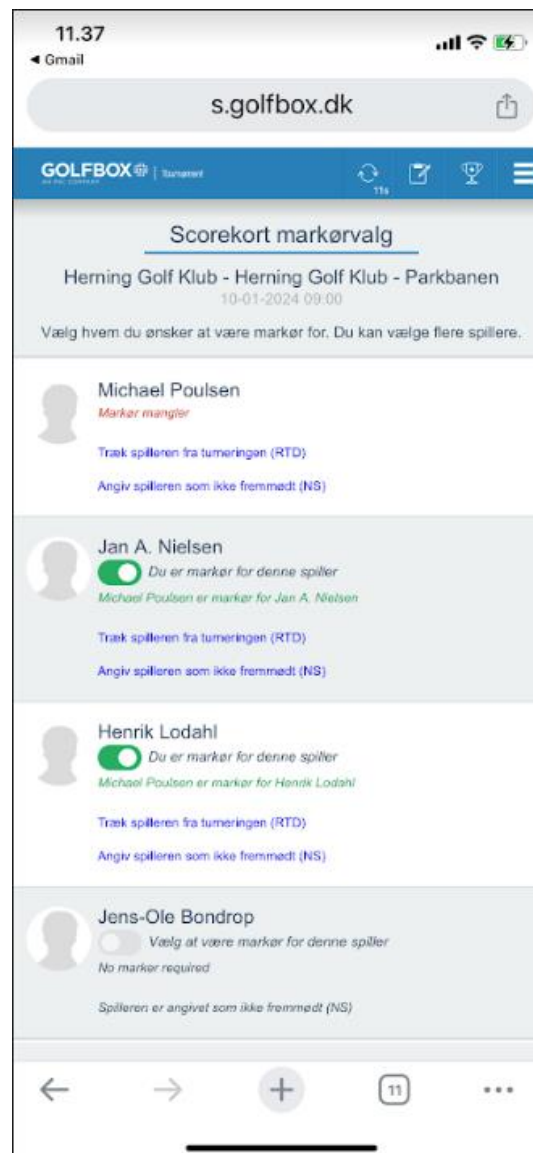 11.37
◀ Gmail
s.golfbox.dk
GOLFBOX | Tournament
11s
Scorekort markørvalg
Herning Golf Klub - Herning Golf Klub - Parkbanen
10-01-2024 09:00
Vælg hvem du ønsker at være markør for. Du kan vælge flere spillere.
Michael Poulsen
Markør mangler
Træk spilleren fra turneringen (RTD)
Angiv spilleren som ikke fremmødt (NS)
Jan A. Nielsen
Du er markør for denne spiller
Michael Poulsen er markør for Jan A. Nielsen
Træk spilleren fra turneringen (RTD)
Angiv spilleren som ikke fremmødt (NS)
Henrik Lodahl
Du er markør for denne spiller
Michael Poulsen er markør for Henrik Lodahl
Træk spilleren fra turneringen (RTD)
Angiv spilleren som ikke fremmødt (NS)
Jens-Ole Bondrop
Vælg at være markør for denne spiller
No marker required
Spilleren er angivet som ikke fremmødt (NS)
11